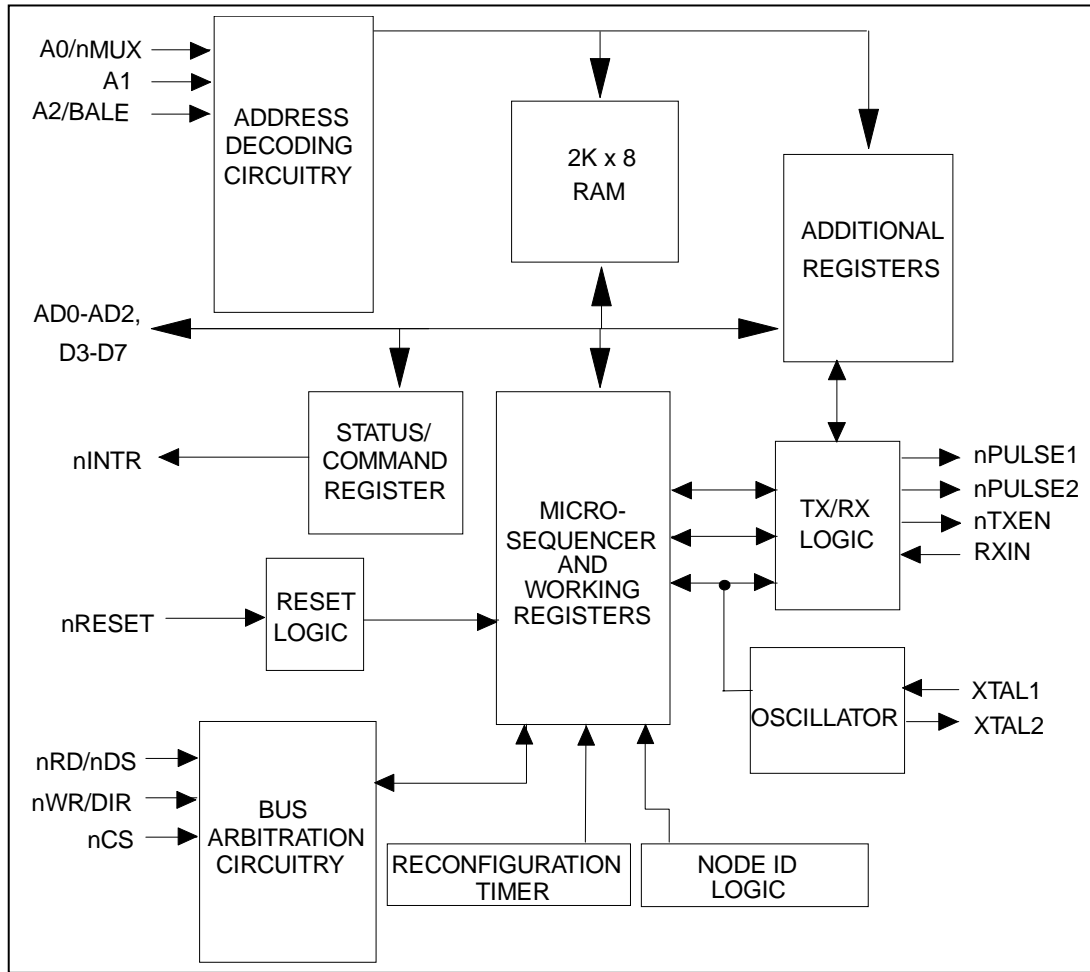 A0/nMUX
A1
A2/BALE
ADDRESS
DECODING
CIRCUITRY
2K x 8
RAM
ADDITIONAL
REGISTERS
AD0-AD2,
D3-D7
nINTR
STATUS/
COMMAND
REGISTER
MICRO-
SEQUENCER
AND
WORKING
REGISTERS
TX/RX
LOGIC
nPULSE1
nPULSE2
nTXEN
RXIN
nRESET
RESET
LOGIC
OSCILLATOR
XTAL1
XTAL2
nRD/nDS
nWR/DIR
nCS
BUS
ARBITRATION
CIRCUITRY
RECONFIGURATION
TIMER
NODE ID
LOGIC